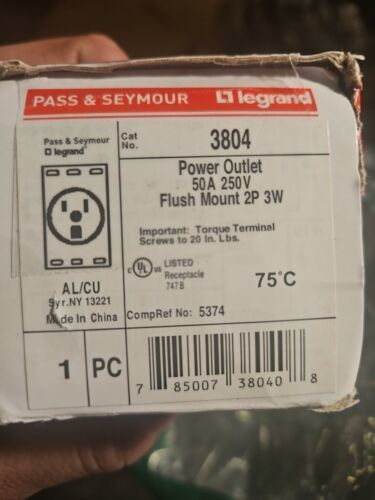 PASS & SEYMOUR legrand
Pass & Seymour
legrand
Cat
No.
3804
Power Outlet
50A 250V
Flush Mount 2P 3W
Important: Torque Terminal
Screws to 20 In. Lbs.
C UL US LISTED
Receptacle
747B
75°C
AL/CU
Syr. NY 13221
Made In China
CompRef No: 5374
1 PC
7 85007 38040 8